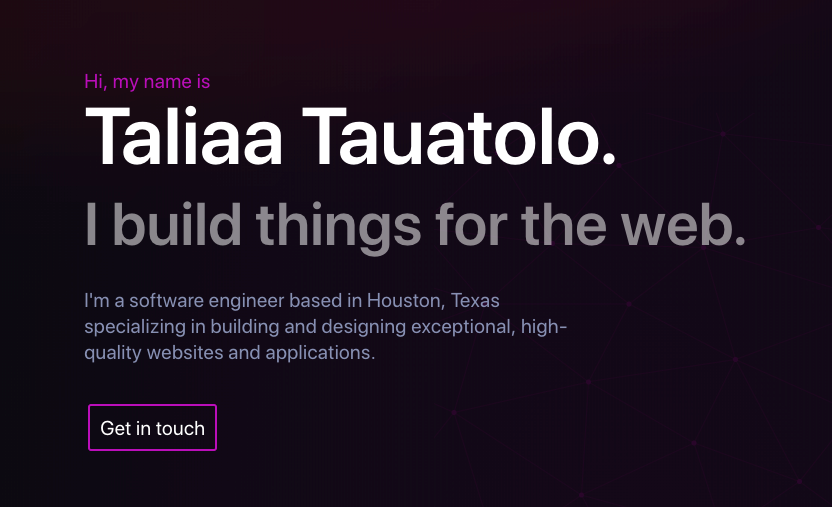 Hi, my name is
Taliaa Tauatolo.
I build things for the web.
I'm a software engineer based in Houston, Texas
specializing in building and designing exceptional, high-
quality websites and applications.
Get in touch